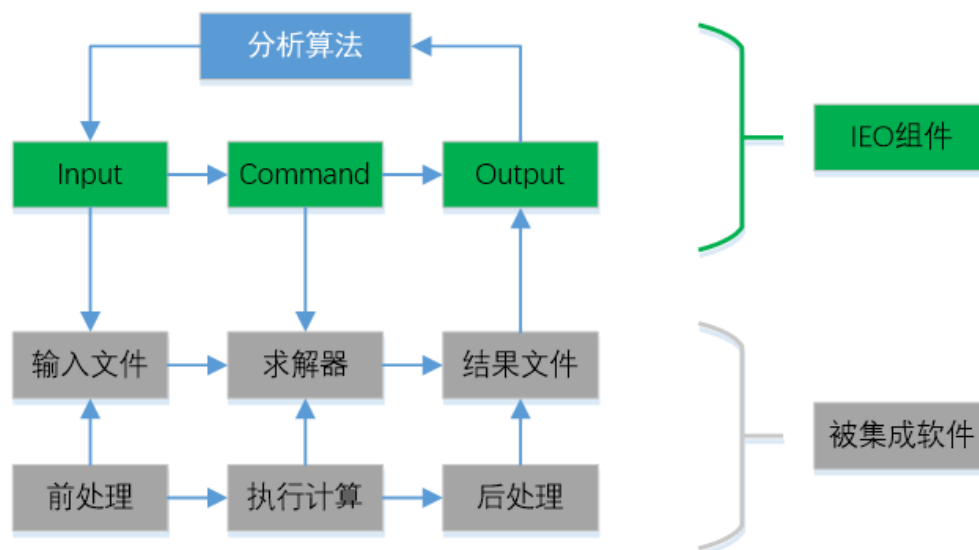 分析算法
IEO组件
Input
Command
Output
输入文件
求解器
结果文件
被集成软件
前处理
执行计算
后处理